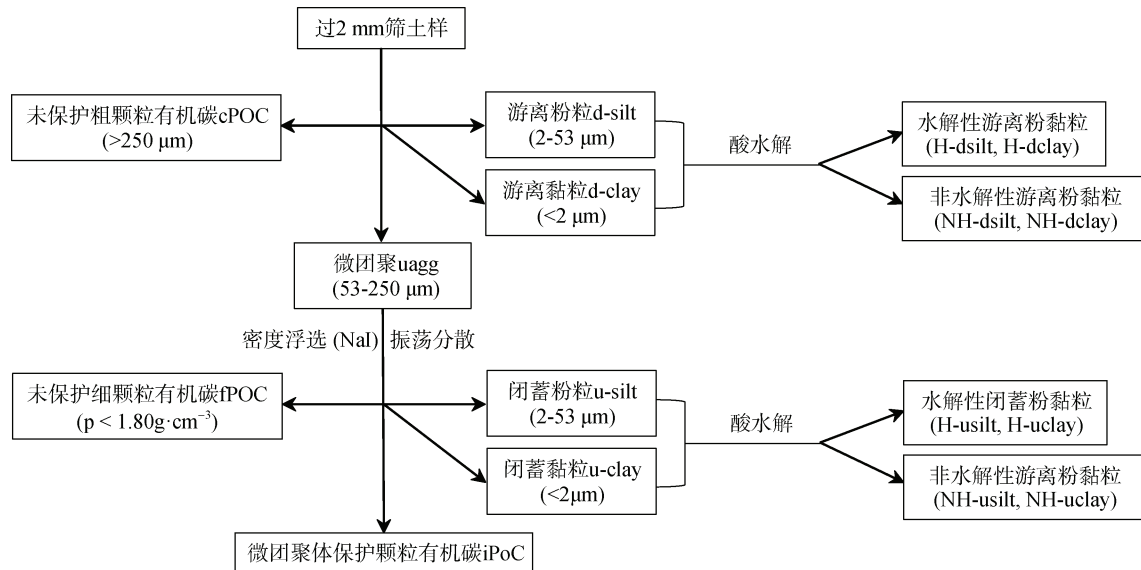 过2 mm筛土样
未保护粗颗粒有机碳cPOC
(>250 μm)
游离粉粒d-silt
(2-53 μm)
游离黏粒d-clay
(<2 μm)
酸水解
水解性游离粉黏粒
(H-dsilt, H-dclay)
非水解性游离粉黏粒
(NH-dsilt, NH-dclay)
微团聚uagg
(53-250 μm)
密度浮选 (NaI) 振荡分散
未保护细颗粒有机碳fPOC
(p < 1.80g·cm⁻³)
闭蓄粉粒u-silt
(2-53 μm)
闭蓄黏粒u-clay
(<2μm)
酸水解
水解性闭蓄粉黏粒
(H-usilt, H-uclay)
非水解性游离粉黏粒
(NH-usilt, NH-uclay)
微团聚体保护颗粒有机碳iPoC